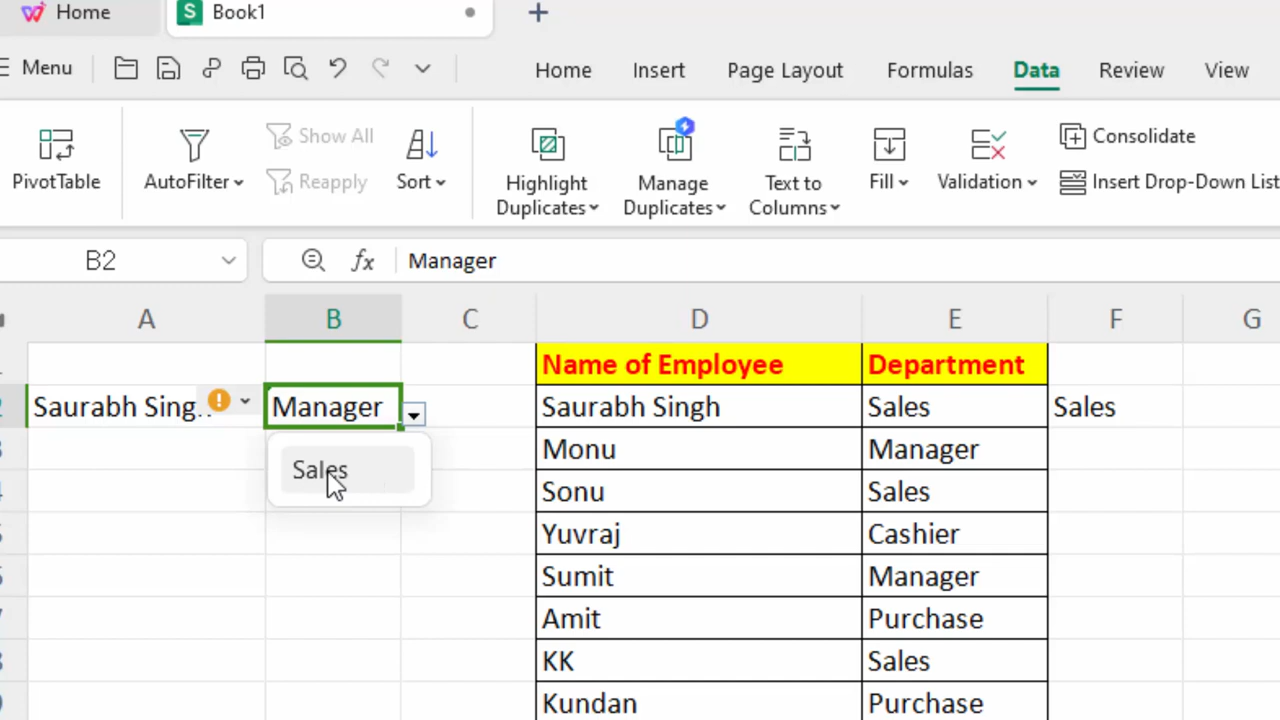 Home
Book1
Menu
Home Insert Page Layout Formulas Data Review View
PivotTable
AutoFilter
Show All
Reapply
Sort
Highlight
Duplicates
Manage
Duplicates
Text to
Columns
Fill
Validation
Consolidate
Insert Drop-Down List
B2 fx Manager
A B C D E F G
Name of Employee Department
Saurabh Sing Manager Saurabh Singh Sales Sales
Sales
Monu Manager
Sonu Sales
Yuvraj Cashier
Sumit Manager
Amit Purchase
KK Sales
Kundan Purchase